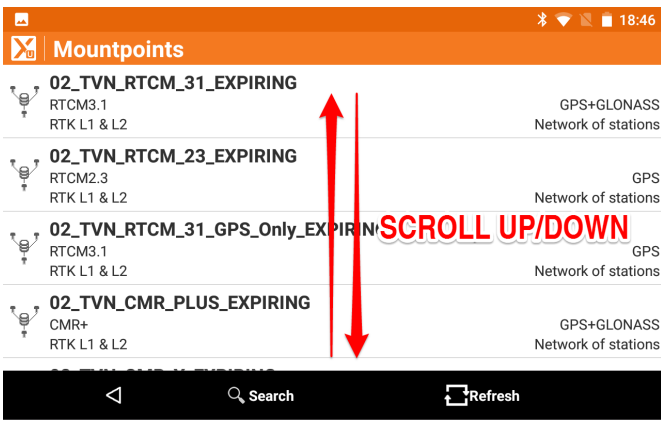 18:46
Xu Mountpoints
02_TVN_RTCM_31_EXPIRING
RTCM3.1 GPS+GLONASS
RTK L1 & L2 Network of stations
02_TVN_RTCM_23_EXPIRING
RTCM2.3 GPS
RTK L1 & L2 Network of stations
02_TVN_RTCM_31_GPS_Only_EXPIRING
SCROLL UP/DOWN
RTCM3.1 GPS
RTK L1 & L2 Network of stations
02_TVN_CMR_PLUS_EXPIRING
CMR+ GPS+GLONASS
RTK L1 & L2 Network of stations
Search Refresh